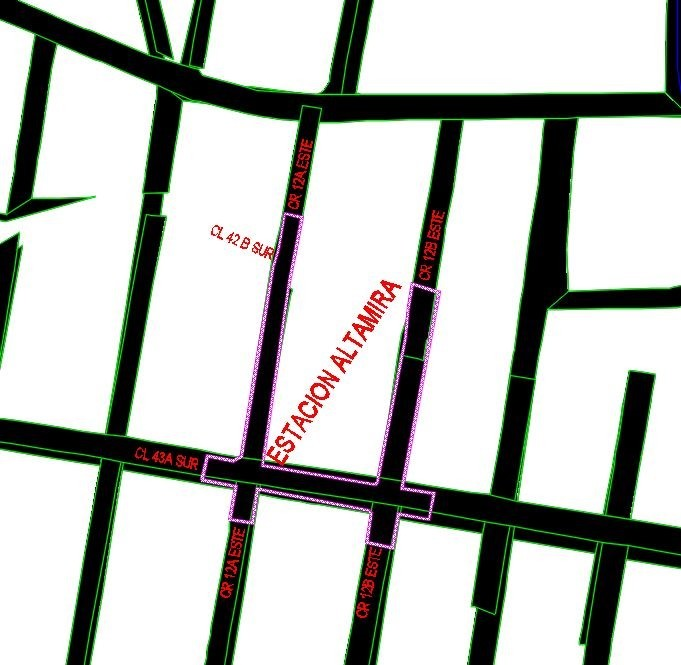 CR 12A ESTE
CL 42 B SUR
CR 12B ESTE
ESTACION ALTAMIRA
CL 43A SUR
CR 12A ESTE
CR 12B ESTE